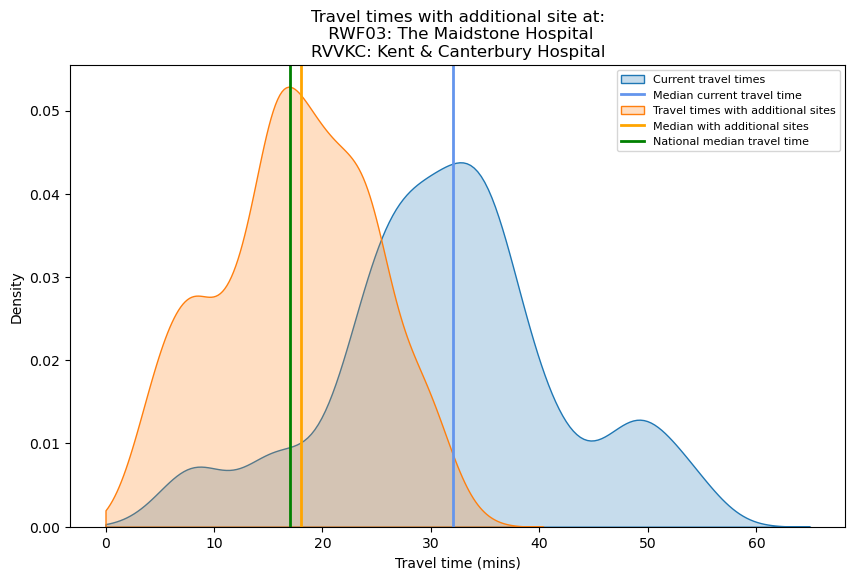 Travel times with additional site at:
RWF03: The Maidstone Hospital
RVVKC: Kent & Canterbury Hospital
Current travel times
Median current travel time
Travel times with additional sites
Median with additional sites
National median travel time
0.05
0.04
0.03
0.02
0.01
0.00
Density
0 10 20 30 40 50 60
Travel time (mins)